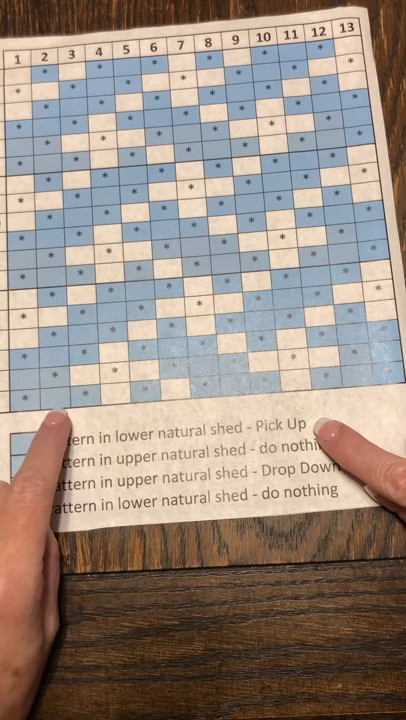 1 2 3 4 5 6 7 8 9 10 11 12 13
tern in lower natural shed - Pick Up
ttern in upper natural shed - do nothi
attern in upper natural shed - Drop Down
attern in lower natural shed - do nothing